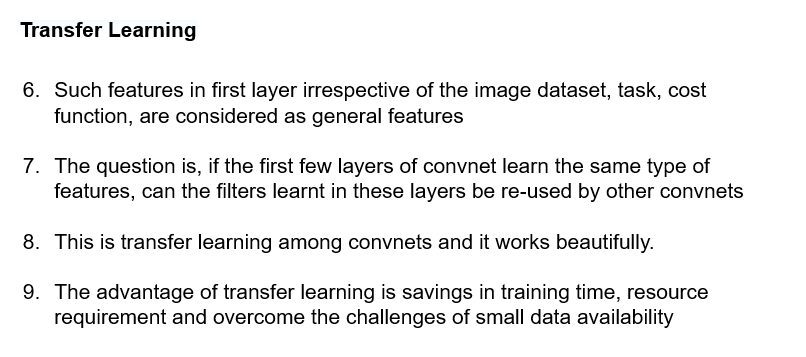 Transfer Learning
6. Such features in first layer irrespective of the image dataset, task, cost
function, are considered as general features
7. The question is, if the first few layers of convnet learn the same type of
features, can the filters learnt in these layers be re-used by other convnets
8. This is transfer learning among convnets and it works beautifully.
9. The advantage of transfer learning is savings in training time, resource
requirement and overcome the challenges of small data availability